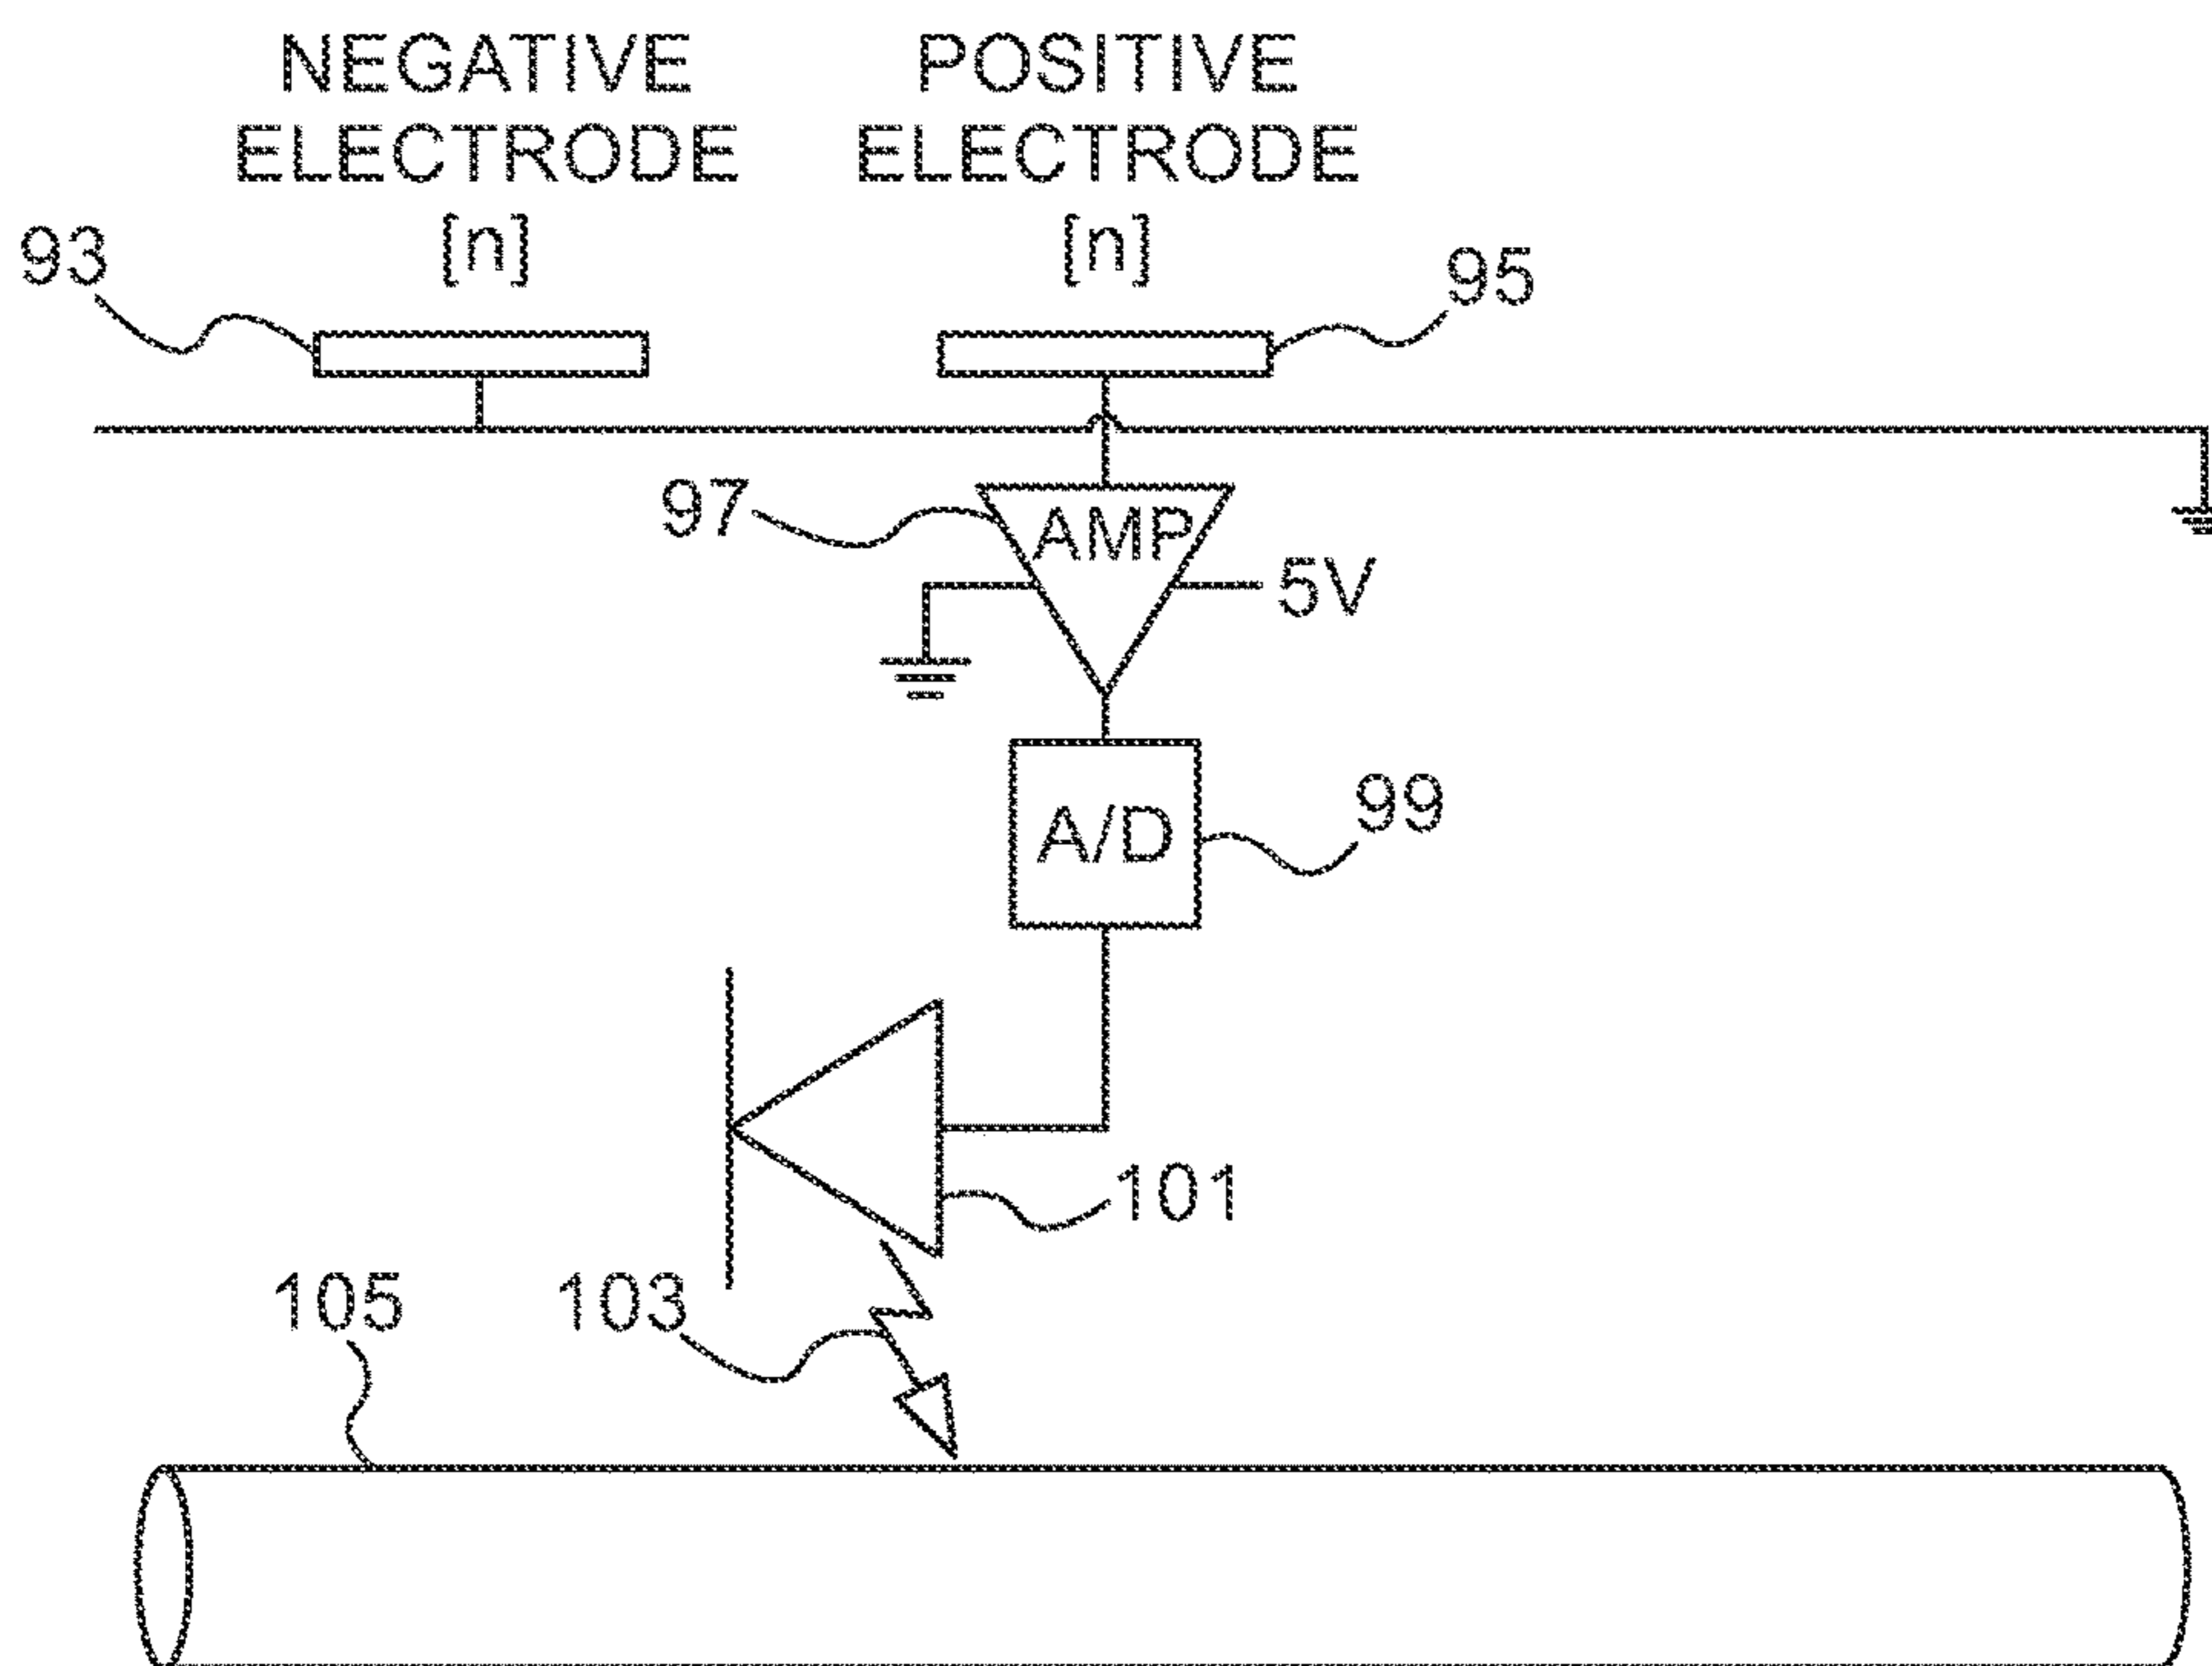 NEGATIVE
ELECTRODE
[n]
POSITIVE
ELECTRODE
[n]
93
95
97
AMP
5V
A/D
99
101
105
103